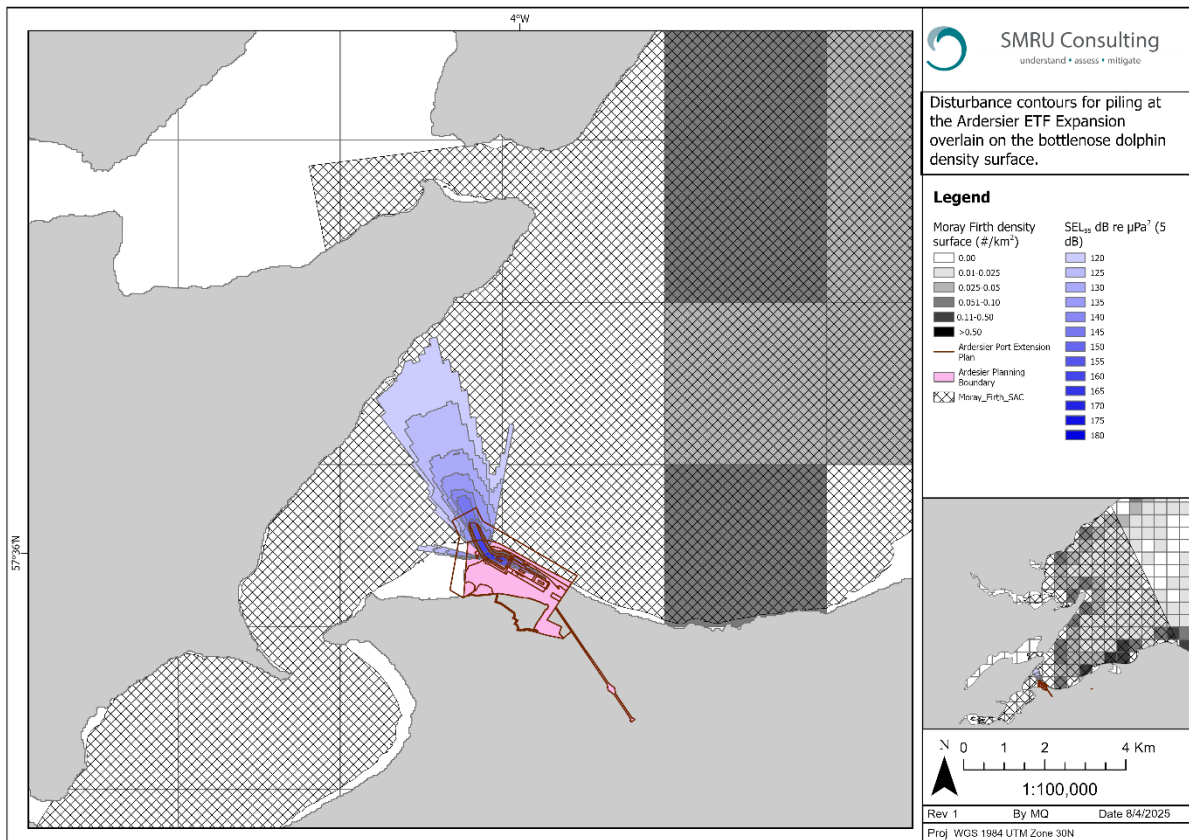 4°W
57°36'N
SMRU Consulting
understand • assess • mitigate
Disturbance contours for piling at
the Ardersier ETF Expansion
overlain on the bottlenose dolphin
density surface.
Legend
Moray Firth density
surface (#/km²)
0.00
0.01-0.025
0.025-0.05
0.051-0.10
0.11-0.50
>0.50
Ardersier Port Extension
Plan
Ardesier Planning
Boundary
Moray_Firth_SAC
SELss dB re µPa² (5
dB)
120
125
130
135
140
145
150
155
160
165
170
175
180
N
0 1 2 4 Km
1:100,000
Rev 1 By MQ Date 8/4/2025
Proj WGS 1984 UTM Zone 30N